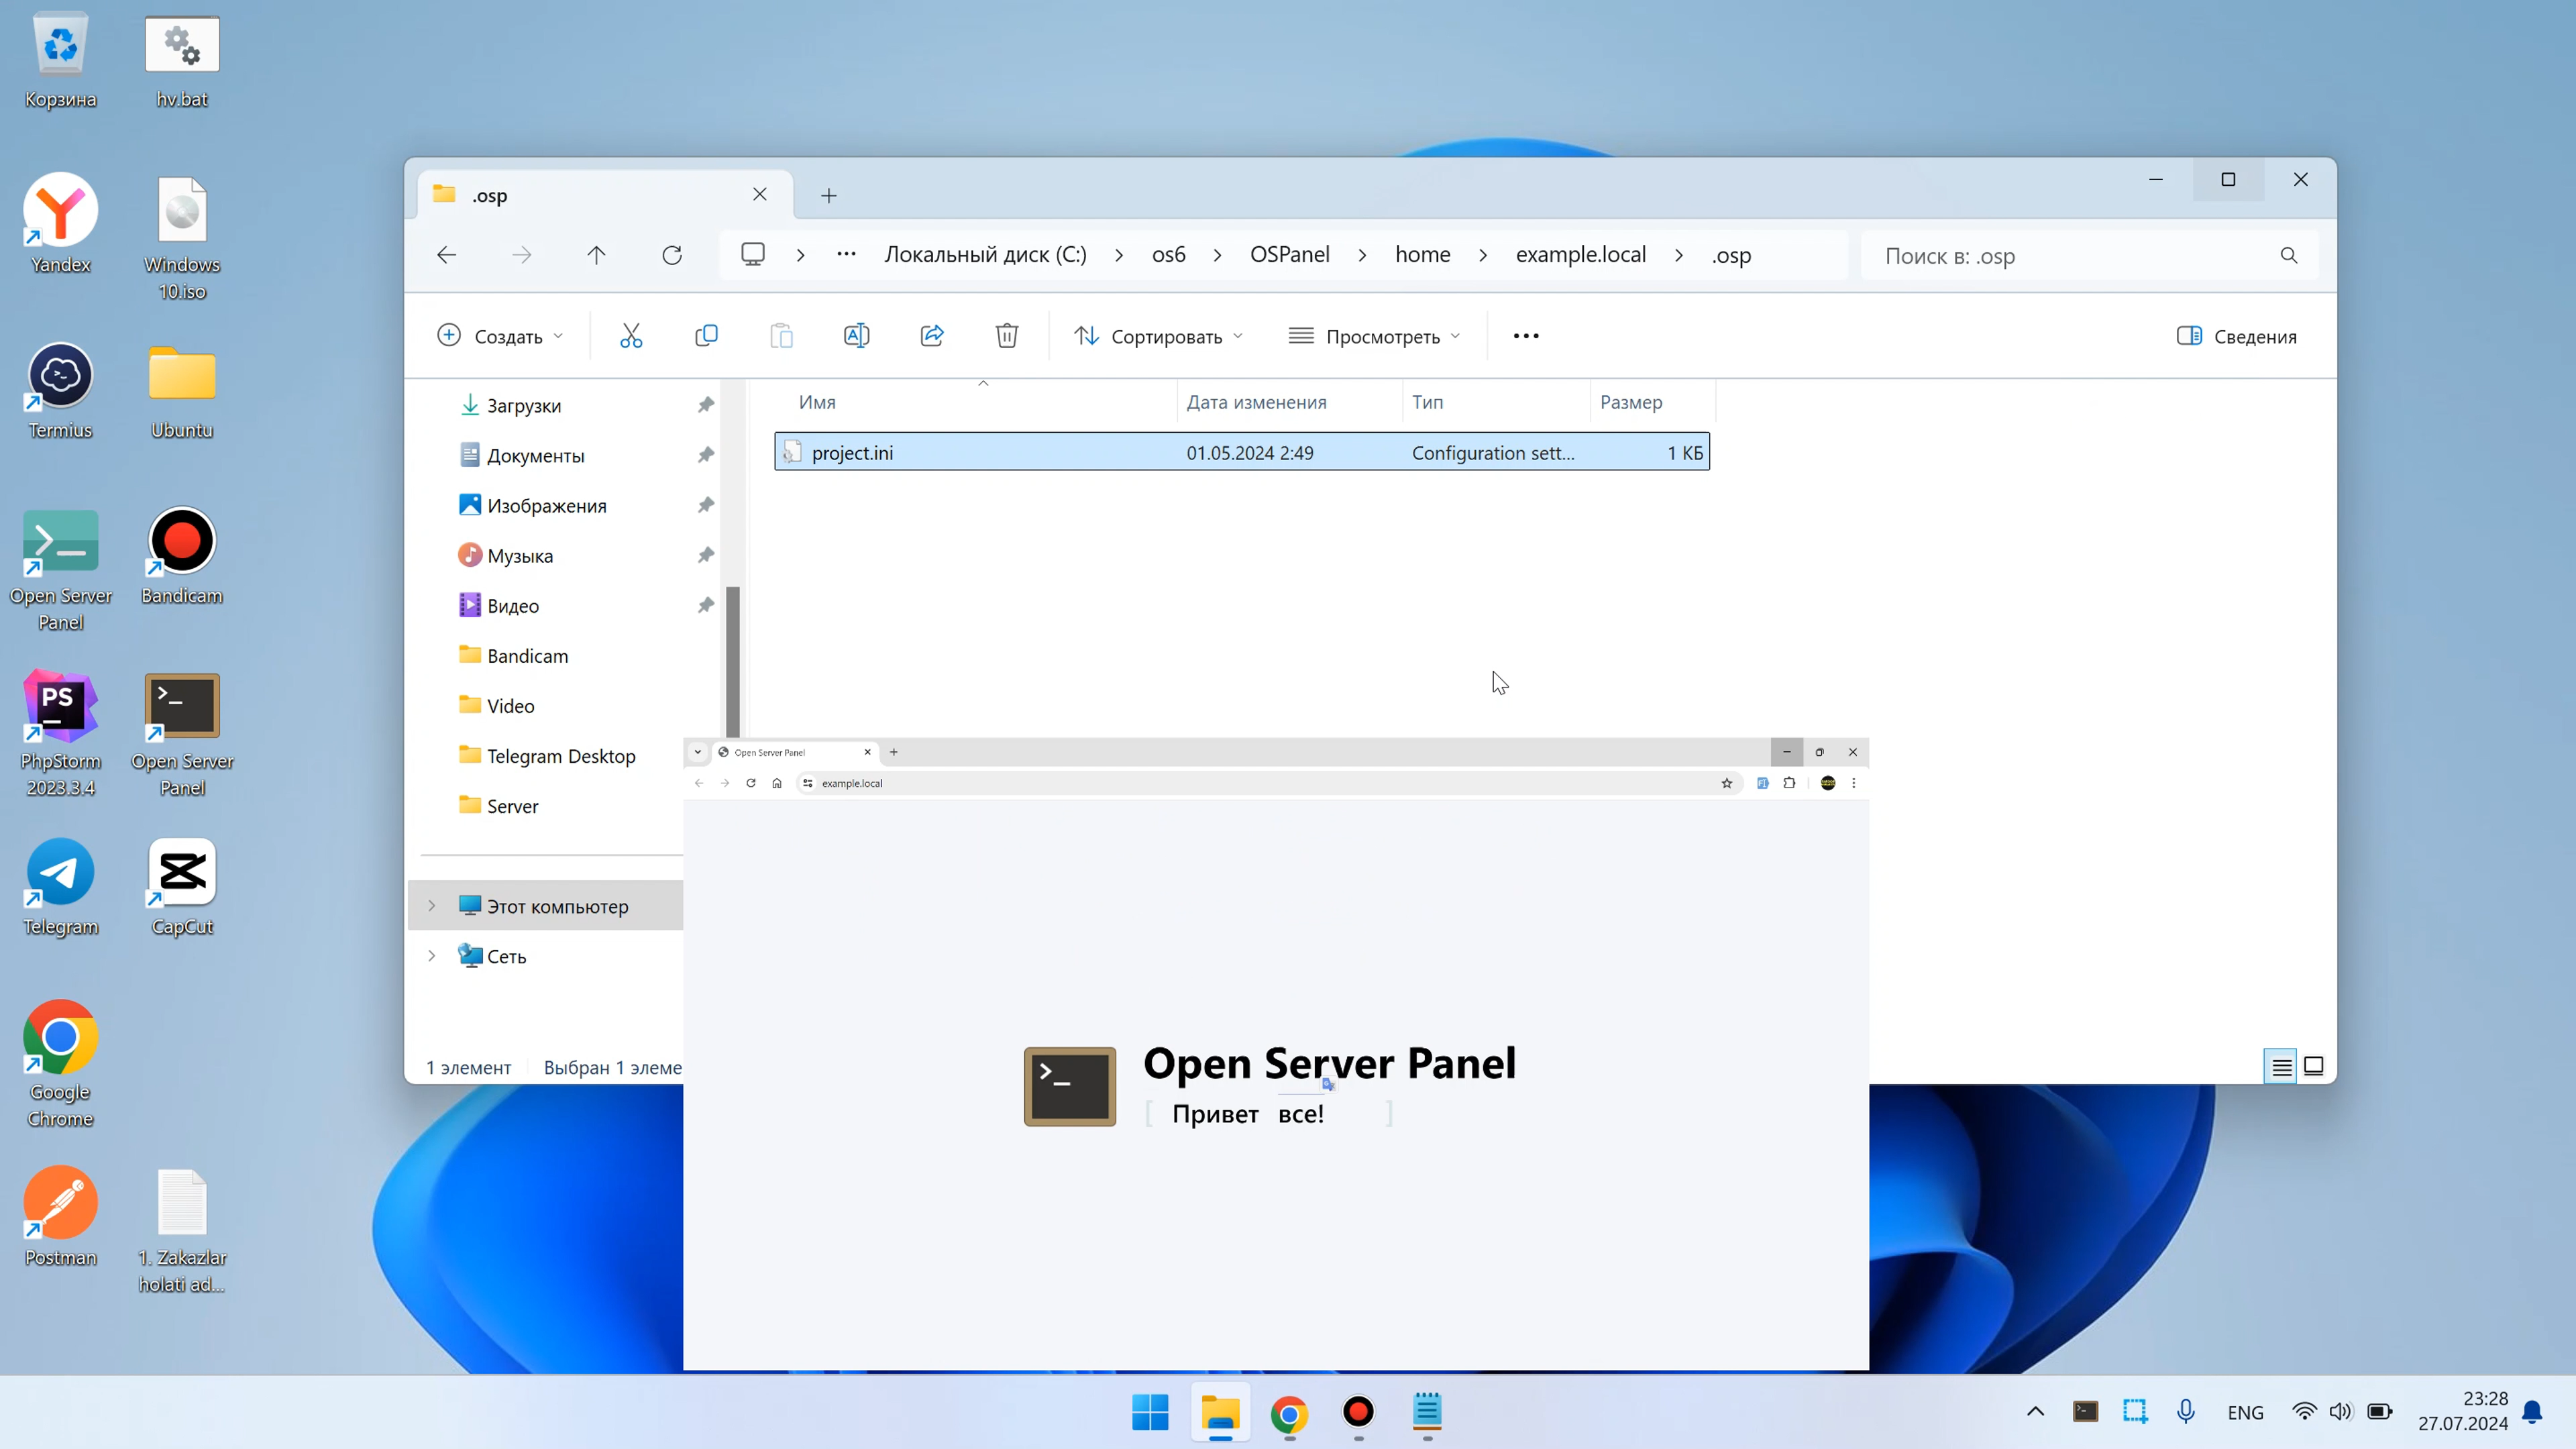 Корзина
hv.bat
Yandex
Windows
10.iso
Termius
Ubuntu
Open Server
Panel
Bandicam
PS
PhpStorm
2023.3.4
Open Server
Panel
Telegram
CapCut
Google
Chrome
Postman
1. Zakazlar
holati ad...
.osp
Локальный диск (C:) > os6 > OSPanel > home > example.local > .osp
Поиск в: .osp
Создать
Сортировать
Просмотреть
Сведения
Имя Дата изменения Тип Размер
project.ini 01.05.2024 2:49 Configuration sett... 1 КБ
Загрузки
Документы
Изображения
Музыка
Видео
Bandicam
Video
Telegram Desktop
Server
Этот компьютер
Сеть
1 элемент Выбран 1 элеме
Open Server Panel
example.local
Open Server Panel
[ Привет все! ]
ENG
23:28
27.07.2024